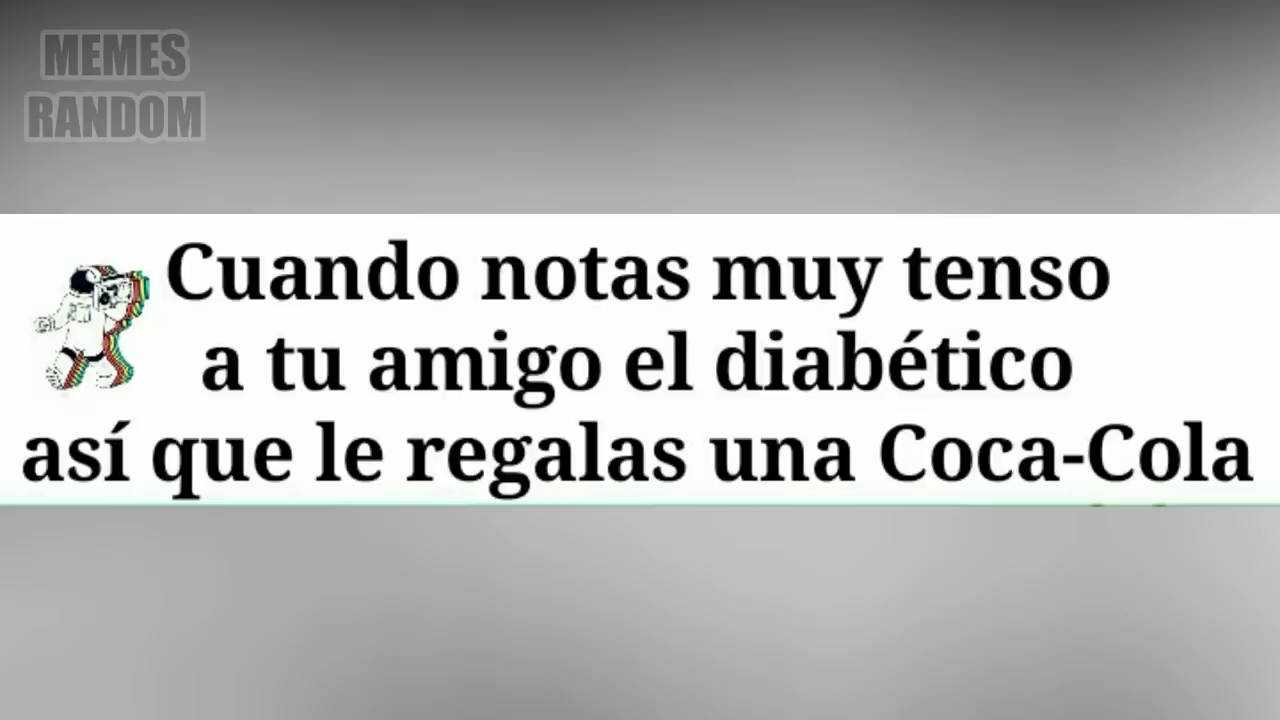 MEMES
RANDOM
Cuando notas muy tenso
a tu amigo el diabético
así que le regalas una Coca-Cola